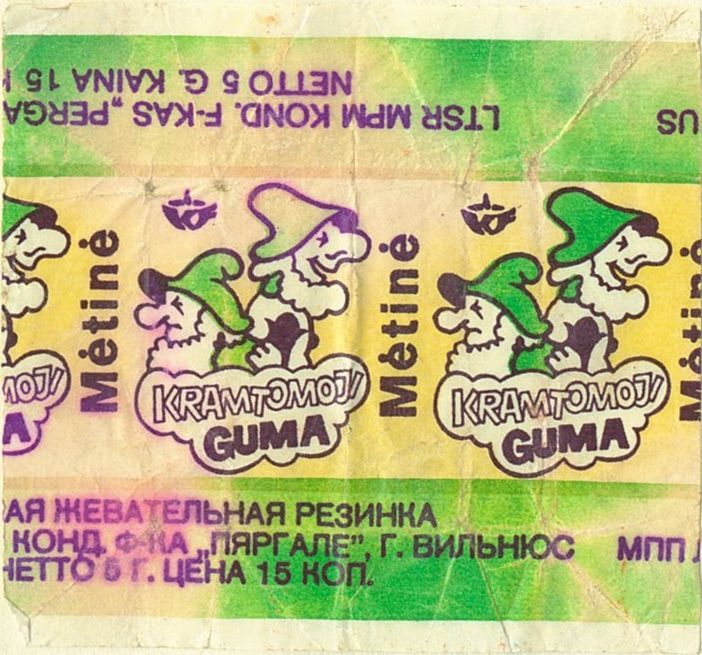 US LTSR MPM KOND. F-KAS „PERGA
NETTO 5 G. KAINA 15
Mėtinė
KRAMTOMOJI
GUMA
Mėtinė
KRAMTOMOJI
GUMA
АЯ ЖЕВАТЕЛЬНАЯ РЕЗИНКА
КОНД. Ф-КА „ПЯРГАЛЕ”, Г. ВИЛЬНЮС МПП
НЕТТО 5 Г. ЦЕНА 15 КОП.